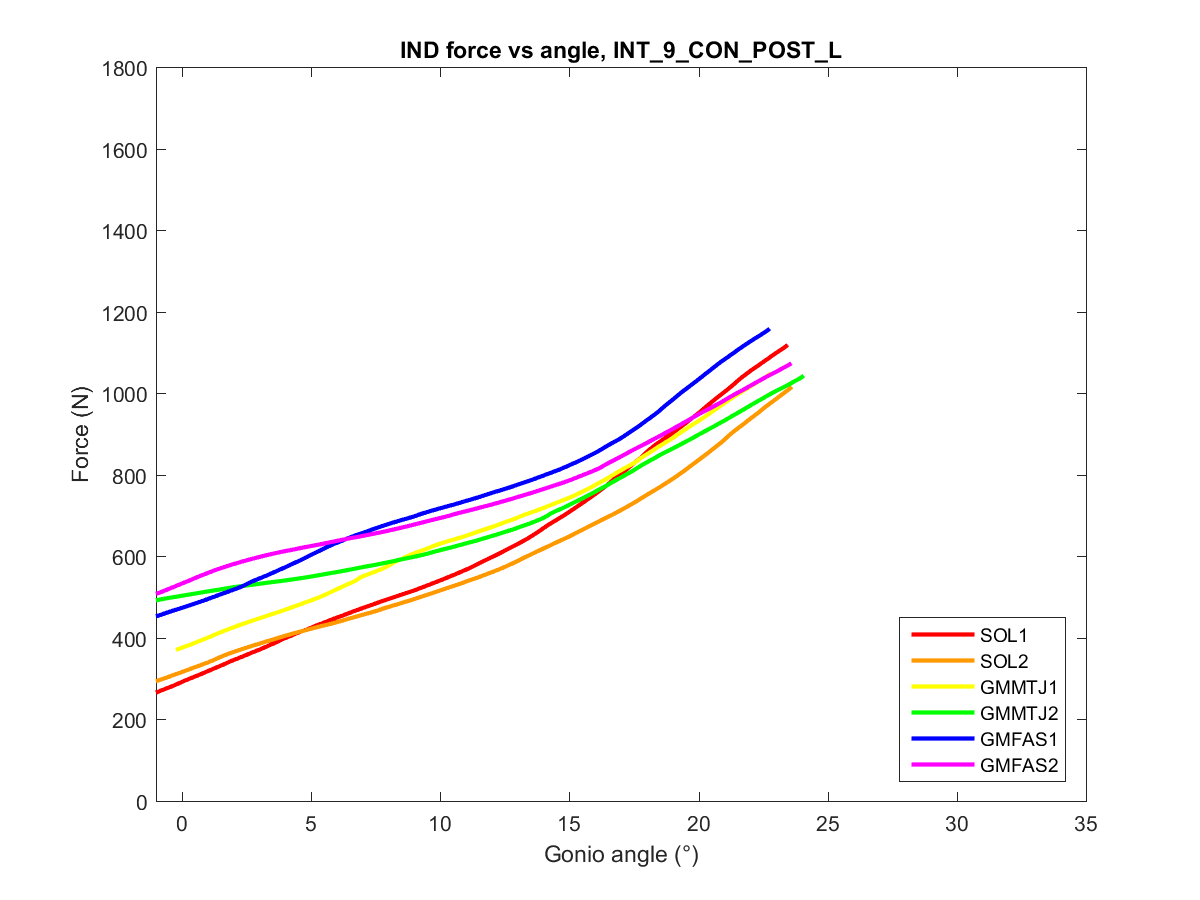 IND force vs angle, INT_9_CON_POST_L
1800
1600
1400
1200
1000
800
600
400
200
0
Force (N)
0 5 10 15 20 25 30 35
Gonio angle (°)
SOL1
SOL2
GMMTJ1
GMMTJ2
GMFAS1
GMFAS2